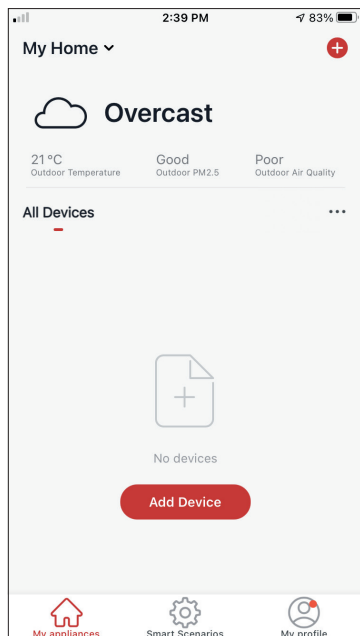 2:39 PM
83%
My Home
Overcast
21 °C Good Poor
Outdoor Temperature Outdoor PM2.5 Outdoor Air Quality
All Devices
No devices
Add Device
My appliances Smart Scenarios My profile